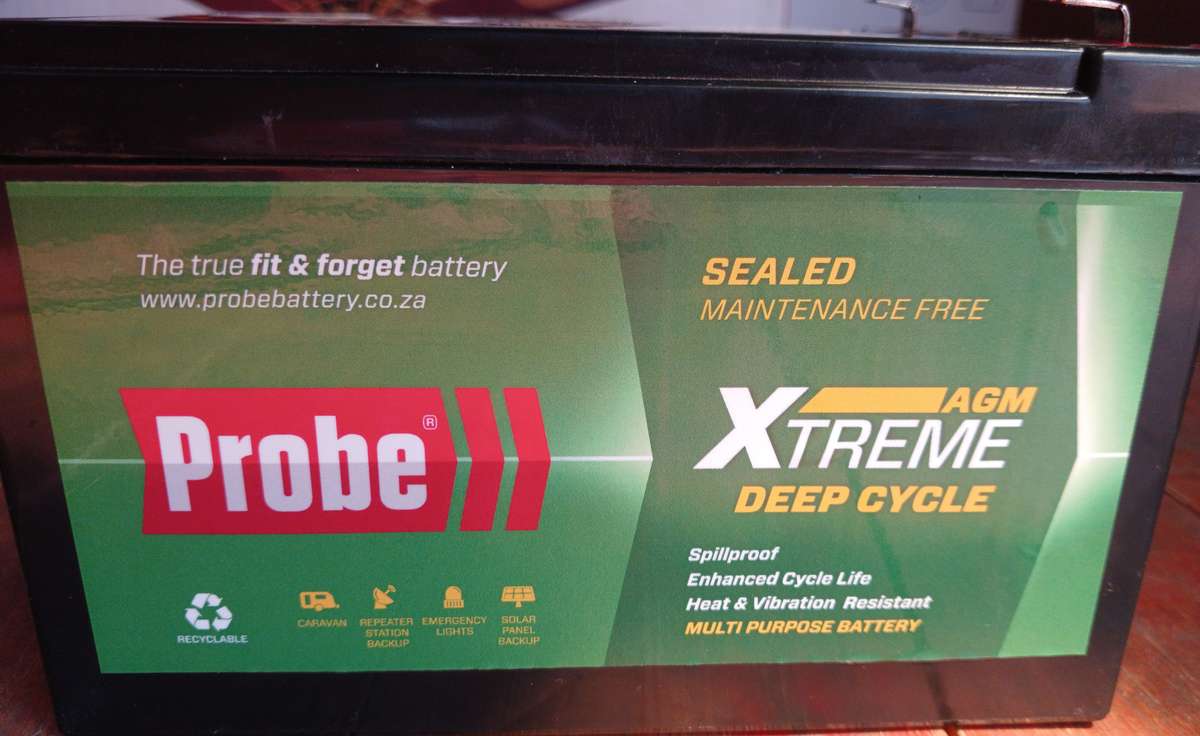 The true fit & forget battery
www.probebattery.co.za
SEALED
MAINTENANCE FREE
Probe®
AGM
XTREME
DEEP CYCLE
Spillproof
Enhanced Cycle Life
Heat & Vibration Resistant
MULTI PURPOSE BATTERY
RECYCLABLE
CARAVAN
REPEATER
STATION
BACKUP
EMERGENCY
LIGHTS
SOLAR
PANEL
BACKUP